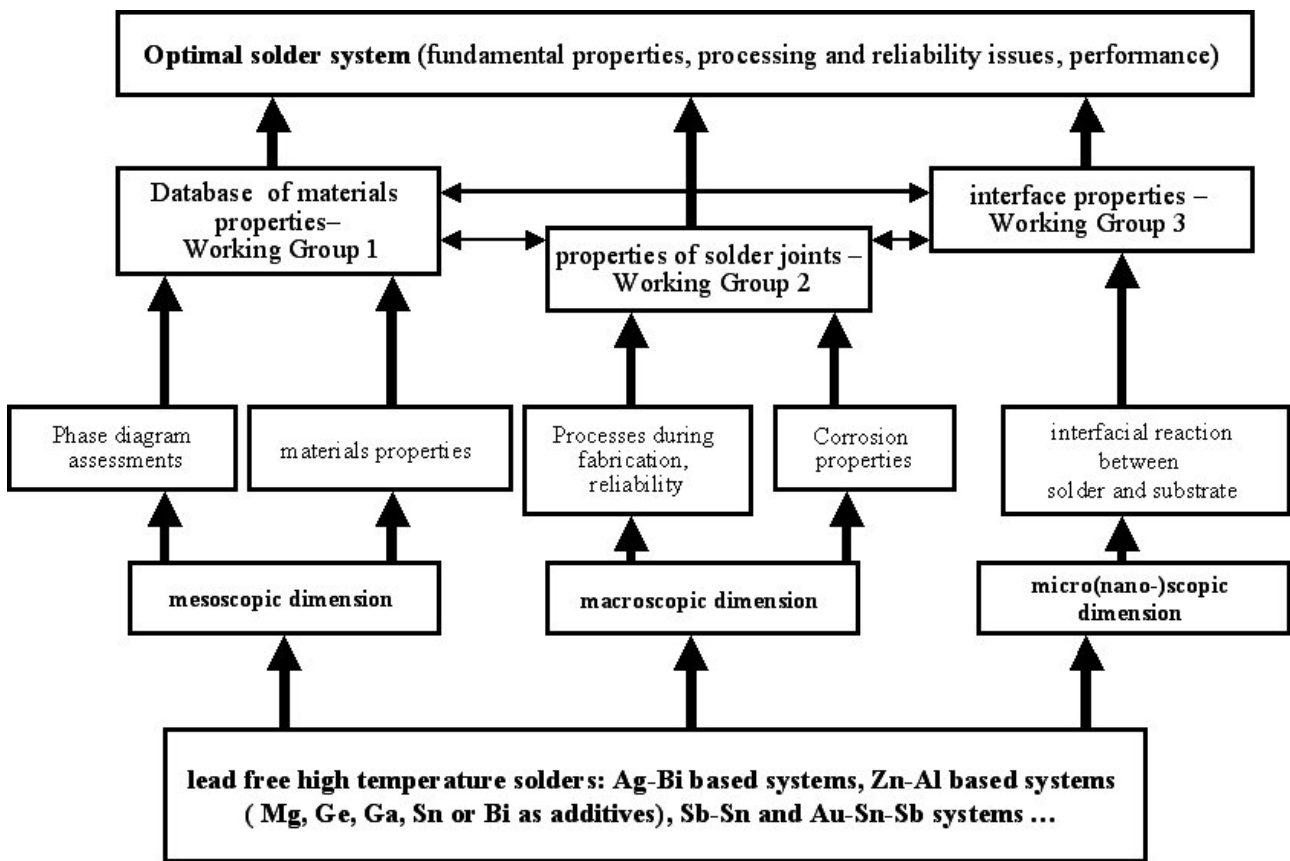 Optimal solder system (fundamental properties, processing and reliability issues, performance)
Database of materials
properties–
Working Group 1
interface properties –
Working Group 3
properties of solder joints –
Working Group 2
Phase diagram
assessments
materials properties
Processes during
fabrication,
reliability
Corrosion
properties
interfacial reaction
between
solder and substrate
mesoscopic dimension
macroscopic dimension
micro(nano-)scopic
dimension
lead free high temperature solders: Ag-Bi based systems, Zn-Al based systems
( Mg, Ge, Ga, Sn or Bi as additives), Sb-Sn and Au-Sn-Sb systems ...